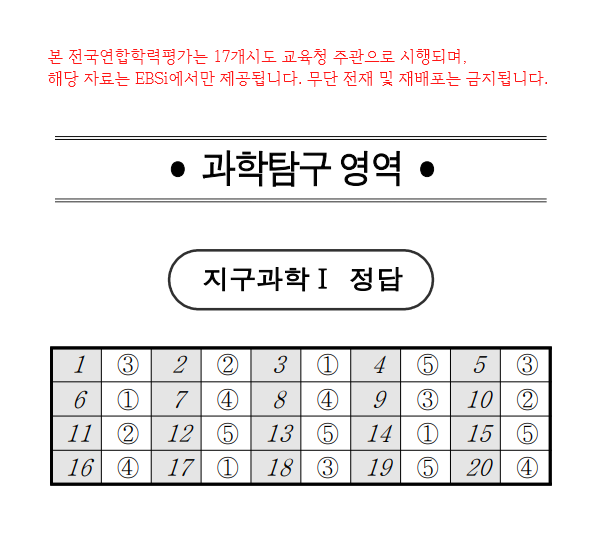 본 전국연합학력평가는 17개시도 교육청 주관으로 시행되며,
해당 자료는 EBSi에서만 제공됩니다. 무단 전재 및 재배포는 금지됩니다.
● 과학탐구 영역 ●
지구과학Ⅰ 정답
1 ③ 2 ② 3 ① 4 ⑤ 5 ③
6 ① 7 ④ 8 ④ 9 ③ 10 ②
11 ② 12 ⑤ 13 ⑤ 14 ① 15 ⑤
16 ④ 17 ① 18 ③ 19 ⑤ 20 ④